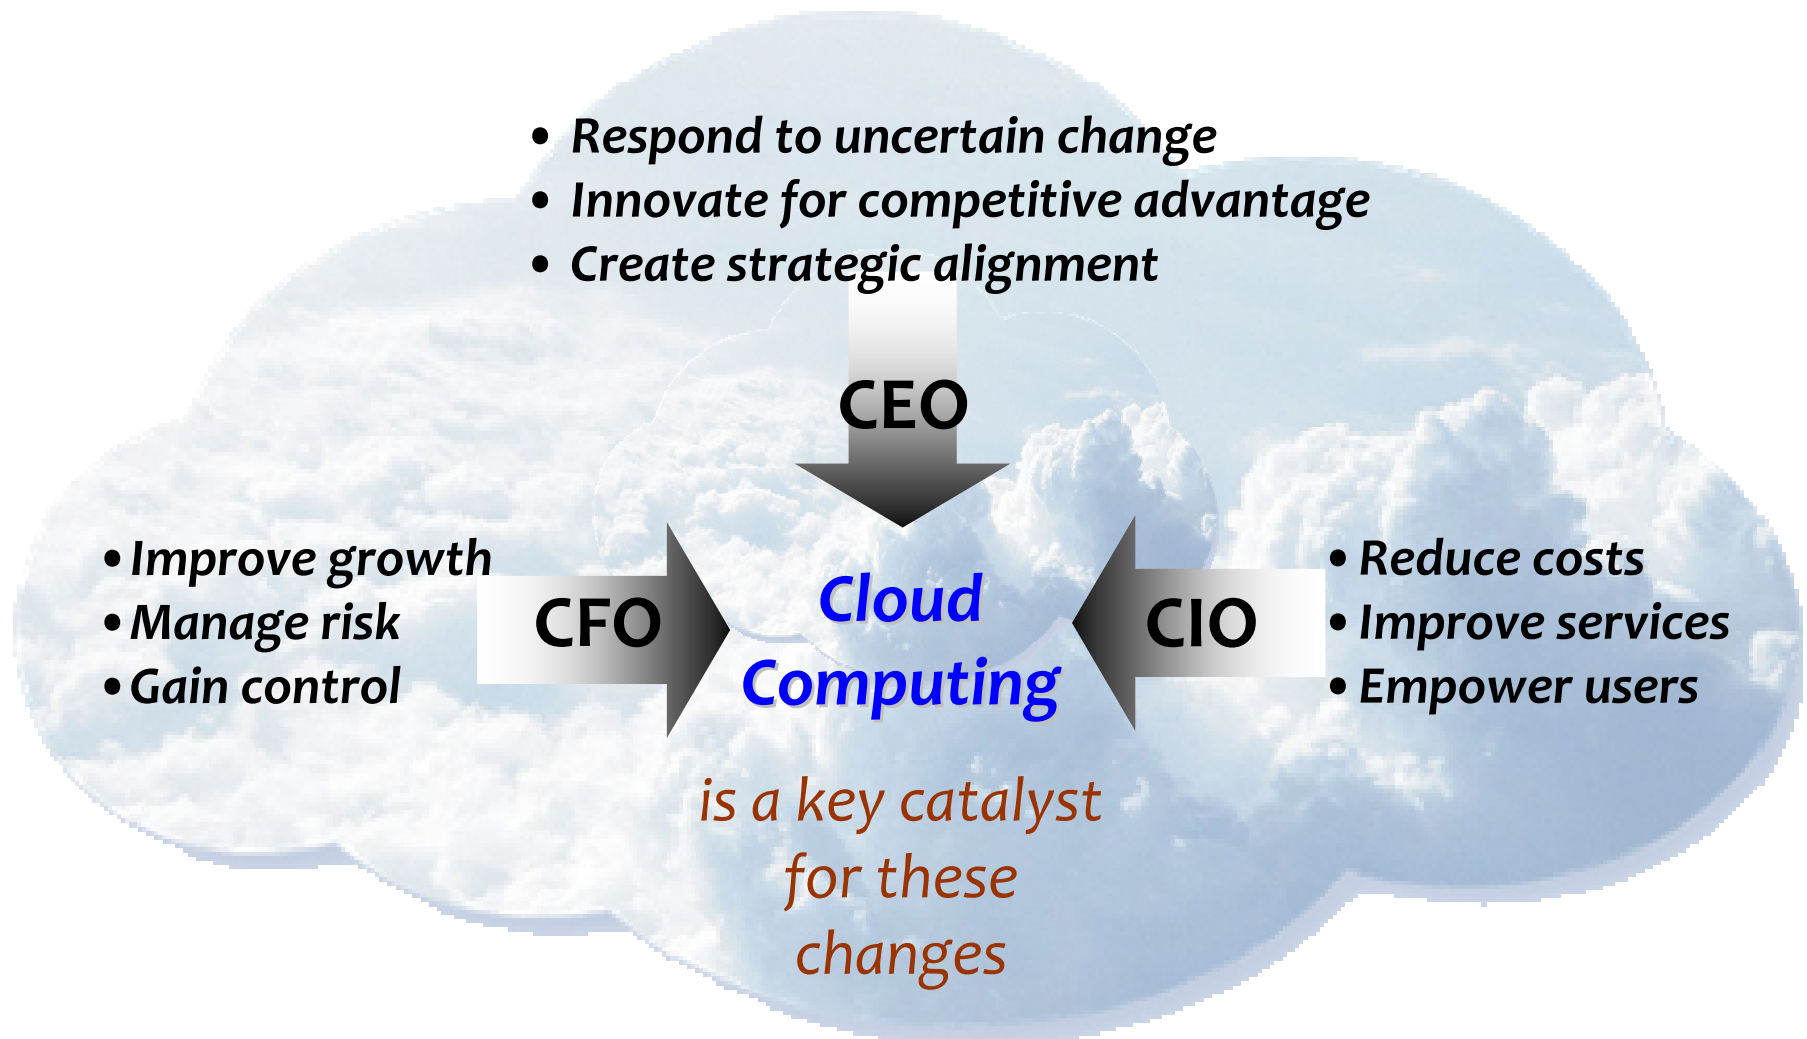 • Respond to uncertain change
• Innovate for competitive advantage
• Create strategic alignment
CEO
• Improve growth
• Manage risk
• Gain control
CFO
Cloud
Computing
CIO
• Reduce costs
• Improve services
• Empower users
is a key catalyst
for these
changes